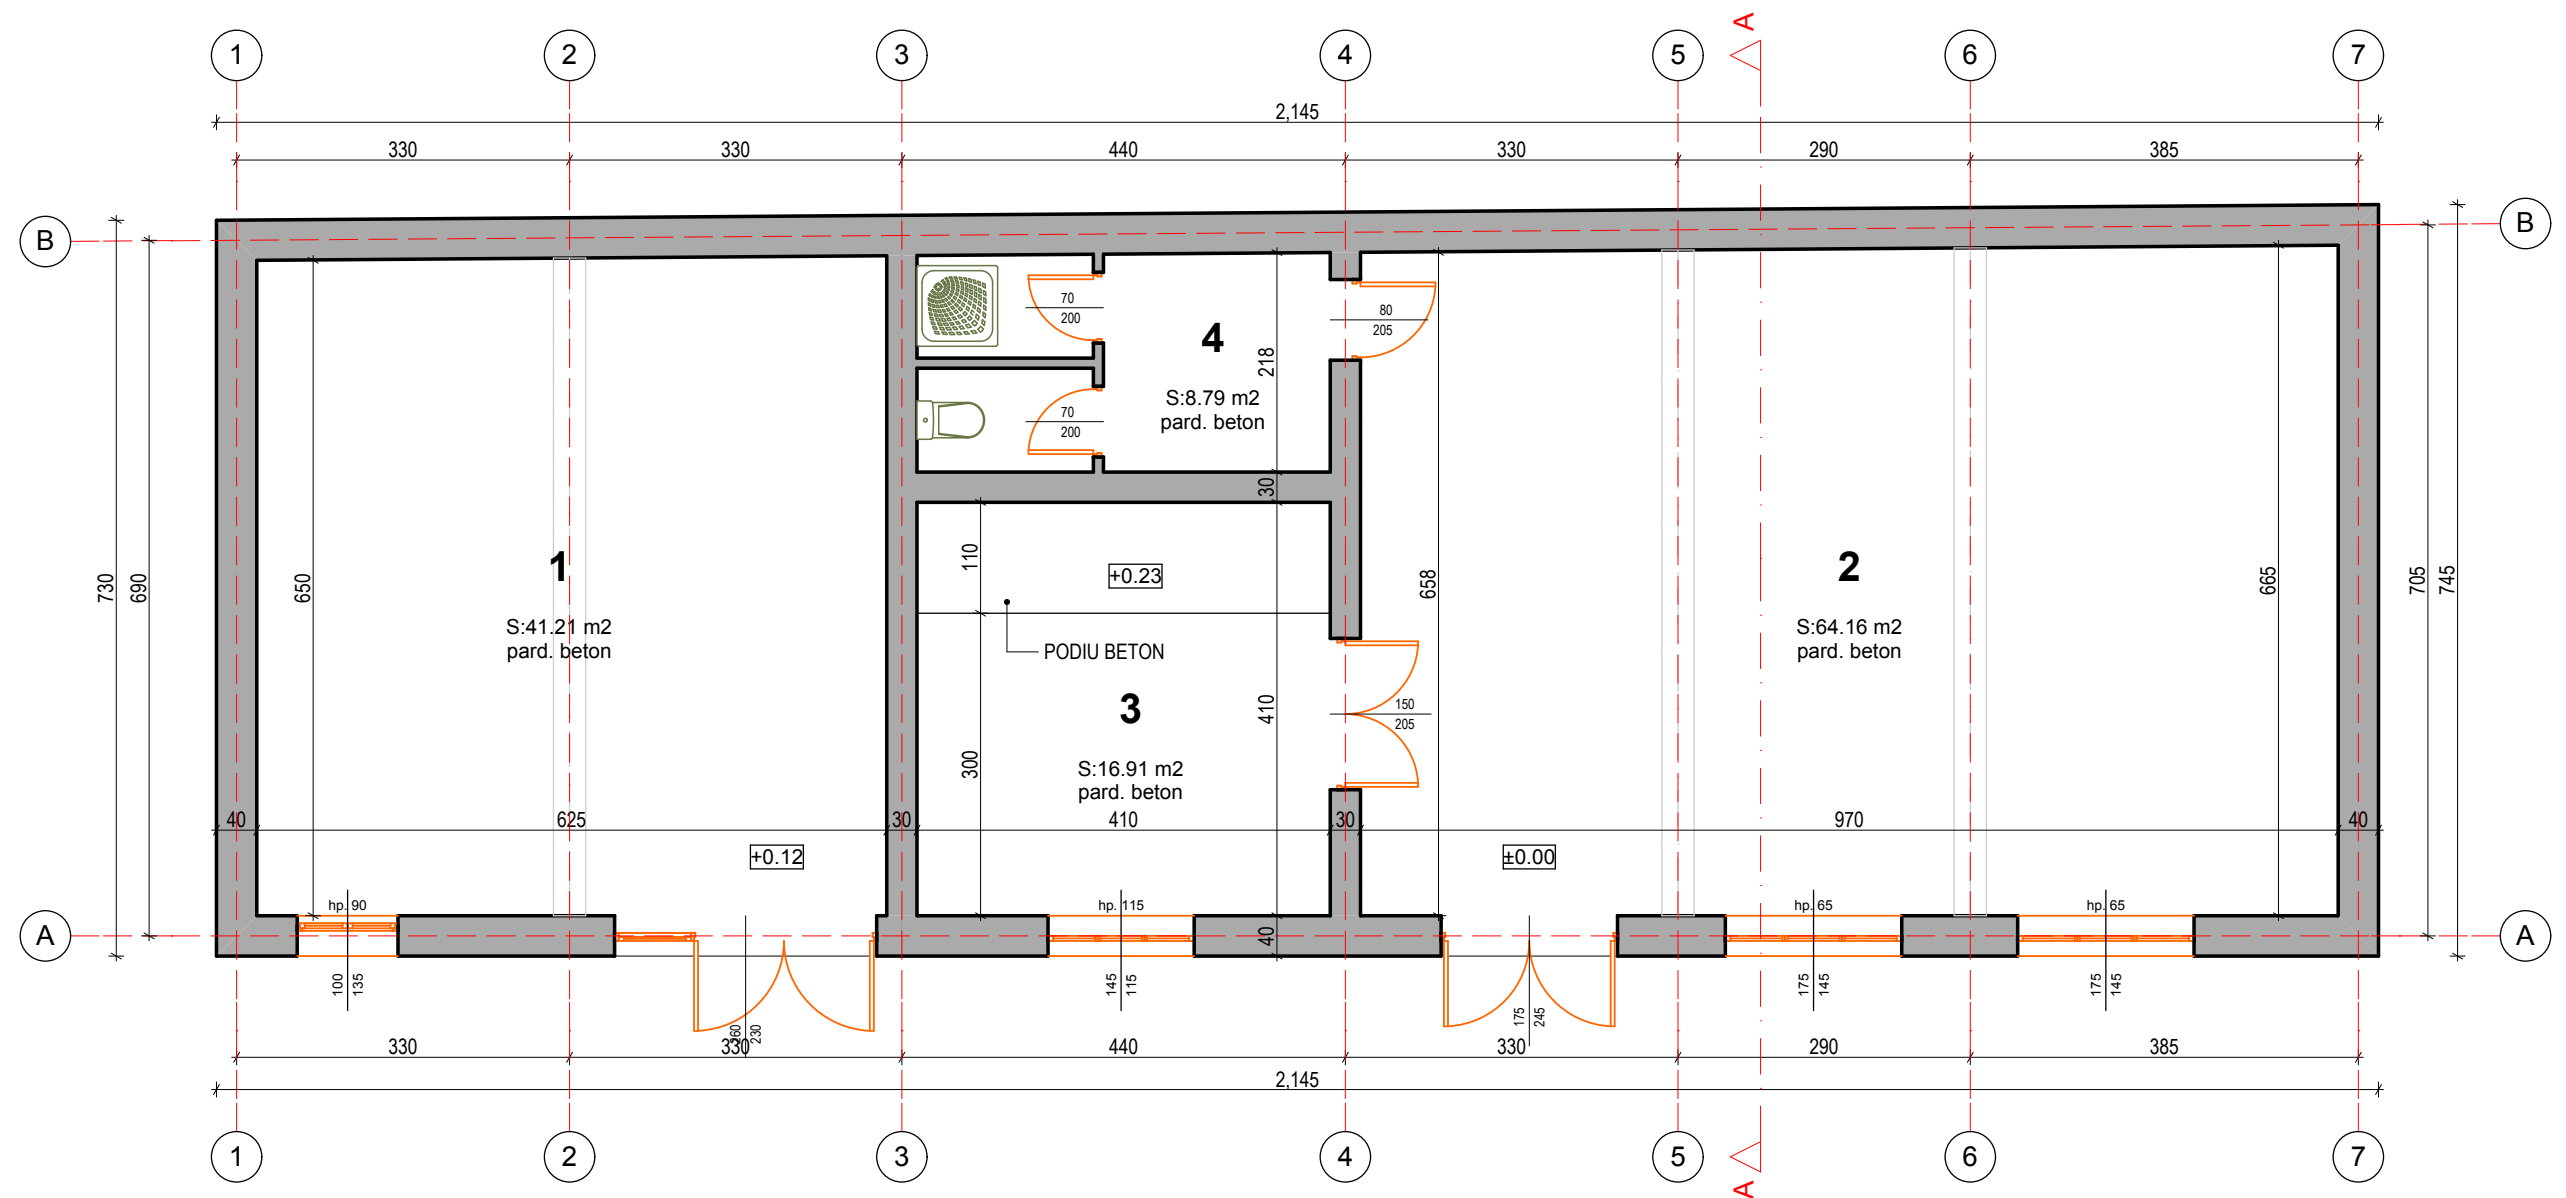 A
1 2 3 4 5 6 7
2,145
330 330 440 330 290 385
B B
70
200
80
205
4
S:8.79 m2
pard. beton
218
70
200
30
110
+0.23
1
S:41.21 m2
pard. beton
2
S:64.16 m2
pard. beton
730 690 650 658 665 705 745
PODIU BETON
3
S:16.91 m2
pard. beton
410
300
150
205
40 625 30 410 30 970 40
+0.12 ±0.00
hp. 90 hp. 115 hp. 65 hp. 65
A A
40
100
135
260
230
145
115
175
245
175
145
175
145
330 330 440 330 290 385
2,145
1 2 3 4 5 6 7
A